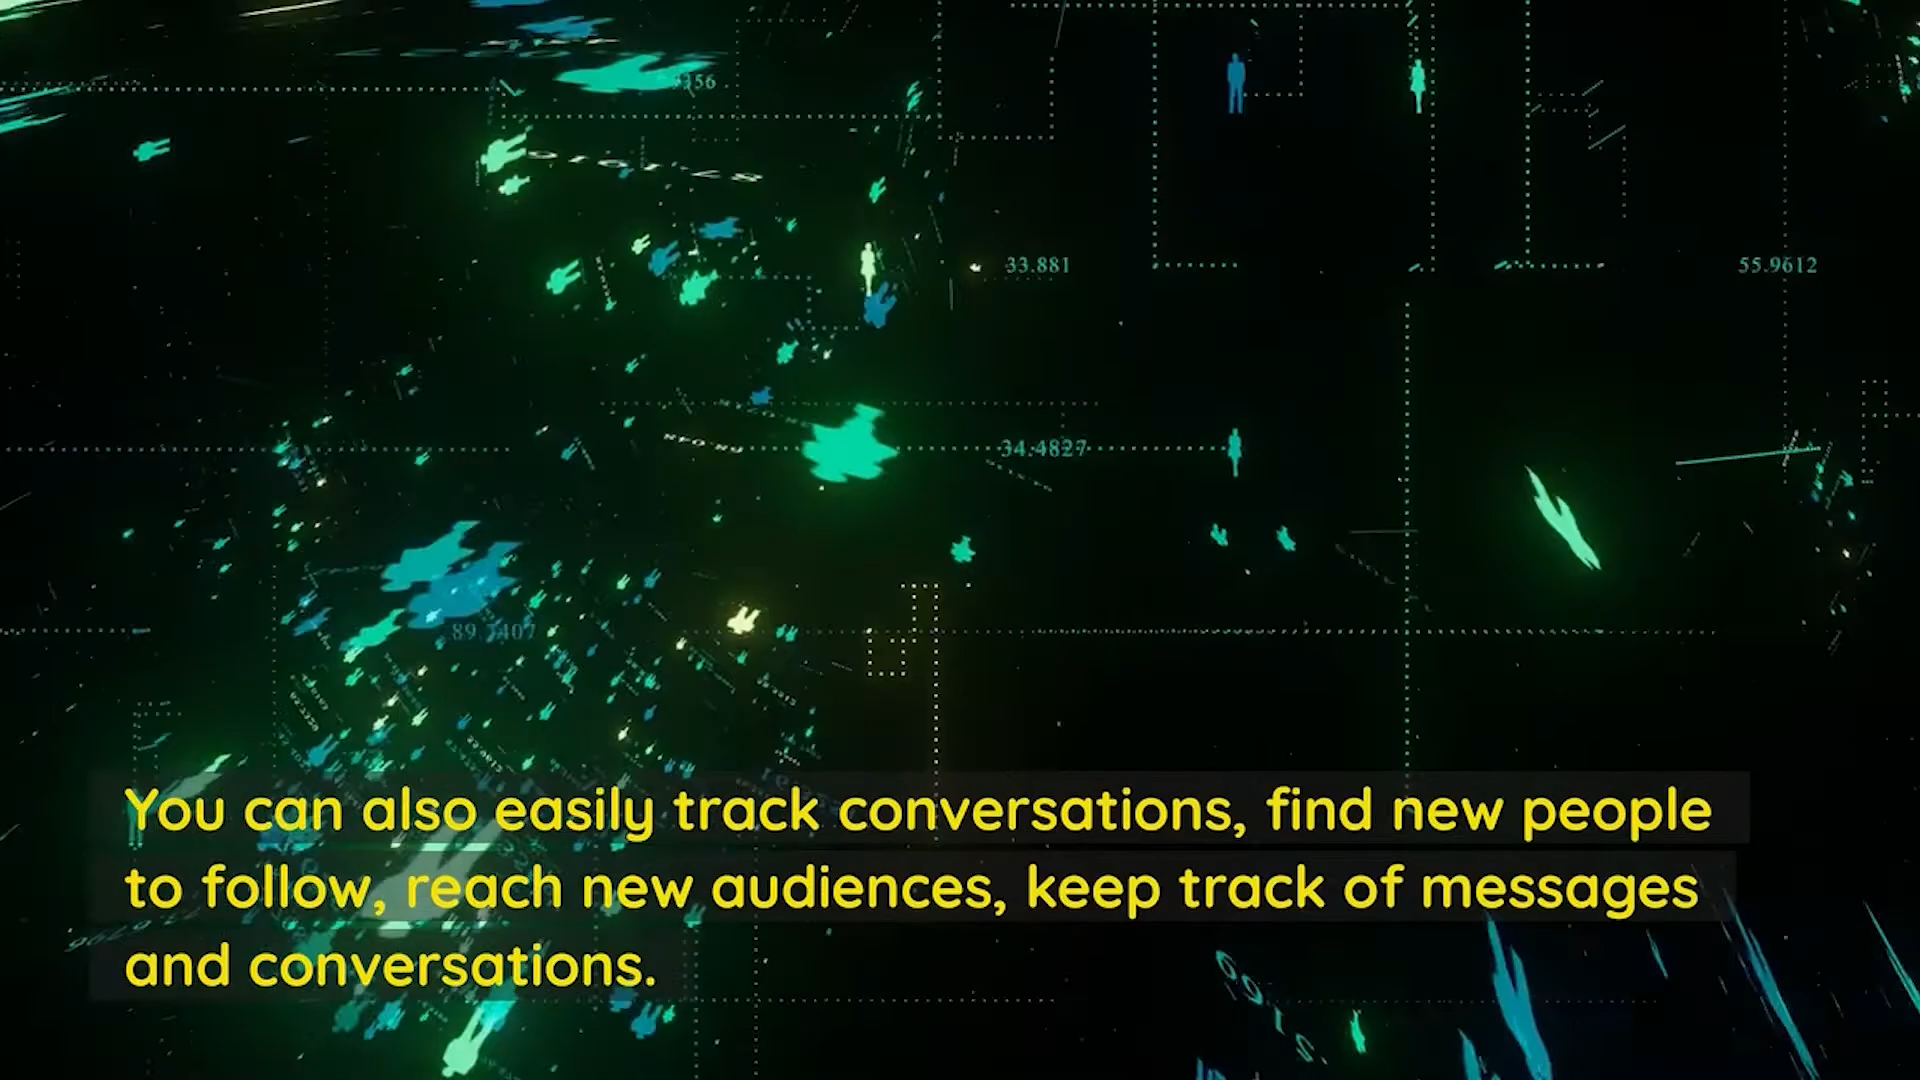 33.881
55.9612
34.4827
You can also easily track conversations, find new people
to follow, reach new audiences, keep track of messages
and conversations.